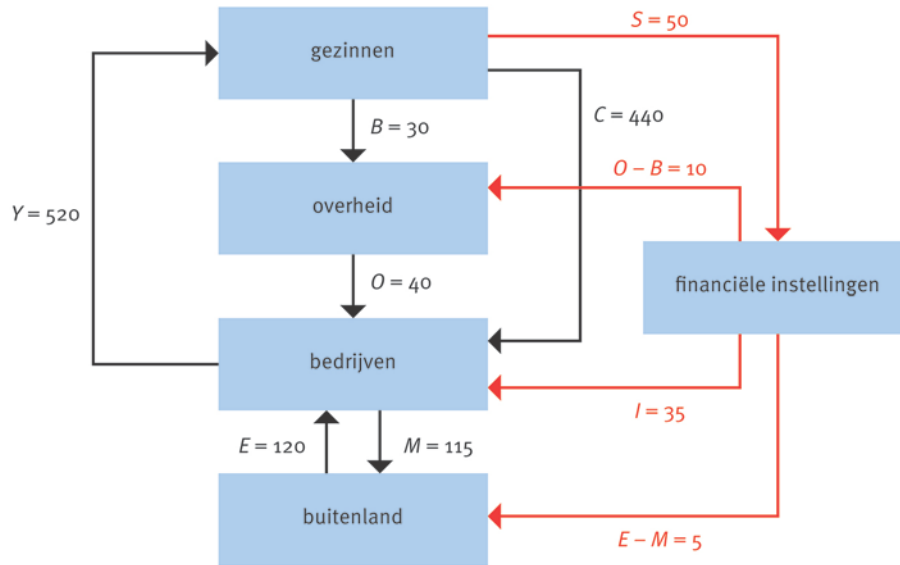 S = 50
gezinnen
C = 440
B = 30
O – B = 10
overheid
Y = 520
financiële instellingen
O = 40
bedrijven
I = 35
E = 120
M = 115
buitenland
E – M = 5